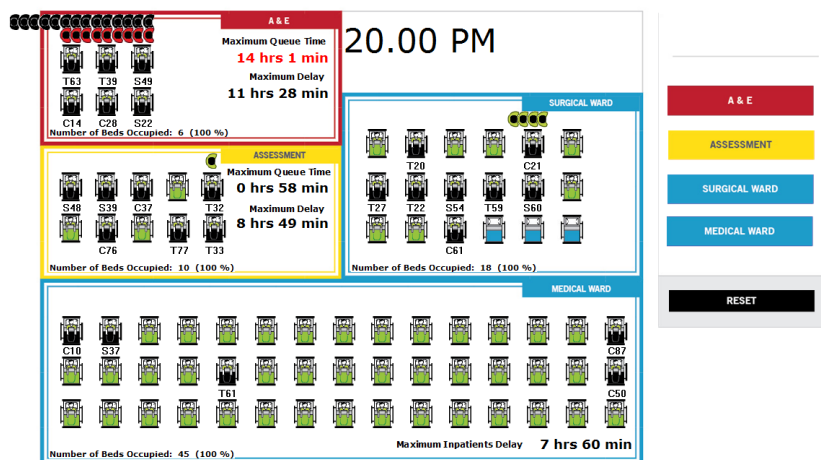 A & E
Maximum Queue Time
14 hrs 1 min
Maximum Delay
11 hrs 28 min
T63 T39 S49
C14 C28 S22
Number of Beds Occupied: 6 (100 %)
20.00 PM
ASSESSMENT
Maximum Queue Time
0 hrs 58 min
Maximum Delay
8 hrs 49 min
S48 S39 C37 T32
C76 T77 T33
Number of Beds Occupied: 10 (100 %)
SURGICAL WARD
T20 C21
T27 T22 S54 T59 S60
C61
Number of Beds Occupied: 18 (100 %)
MEDICAL WARD
C10 S37 C87
T61 C50
Maximum Inpatients Delay 7 hrs 60 min
Number of Beds Occupied: 45 (100 %)
A & E
ASSESSMENT
SURGICAL WARD
MEDICAL WARD
RESET